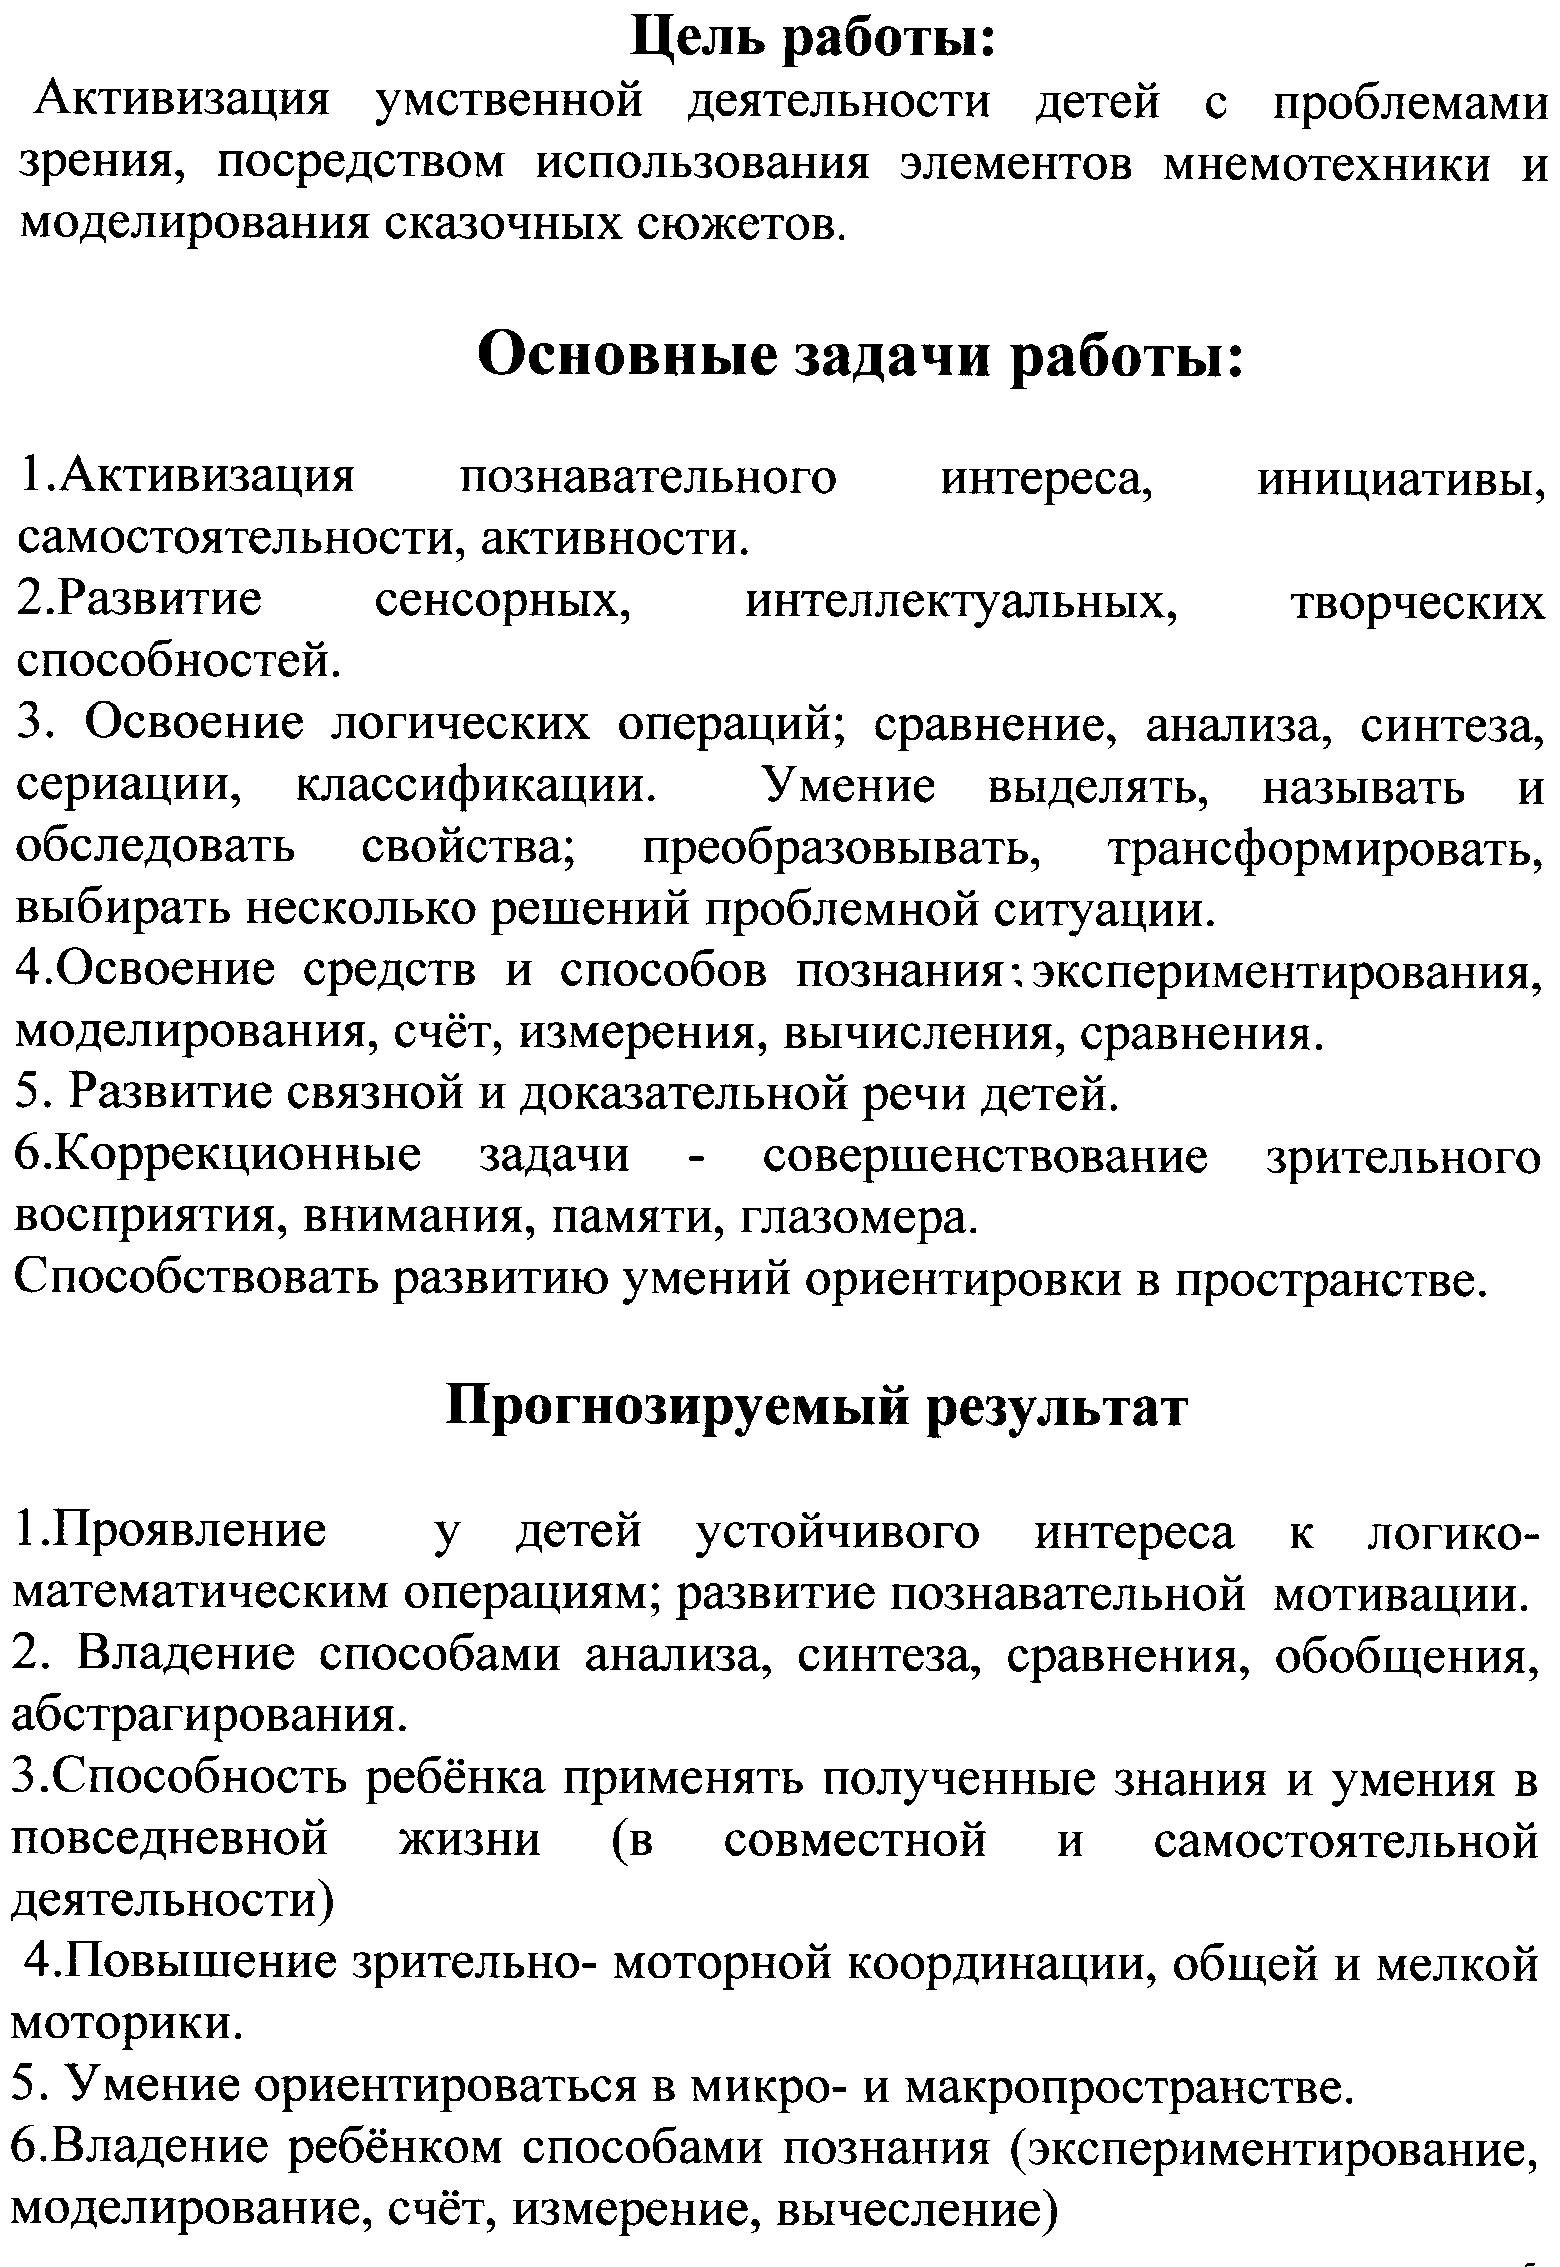 Цель работы:
Активизация умственной деятельности детей с проблемами
зрения, посредством использования элементов мнемотехники и
моделирования сказочных сюжетов.
Основные задачи работы:
1.Активизация познавательного интереса, инициативы,
самостоятельности, активности.
2.Развитие сенсорных, интеллектуальных, творческих
способностей.
3. Освоение логических операций; сравнение, анализа, синтеза,
сериации, классификации. Умение выделять, называть и
обследовать свойства; преобразовывать, трансформировать,
выбирать несколько решений проблемной ситуации.
4.Освоение средств и способов познания: экспериментирования,
моделирования, счёт, измерения, вычисления, сравнения.
5. Развитие связной и доказательной речи детей.
6.Коррекционные задачи - совершенствование зрительного
восприятия, внимания, памяти, глазомера.
Способствовать развитию умений ориентировки в пространстве.
Прогнозируемый результат
1.Проявление у детей устойчивого интереса к логико-
математическим операциям; развитие познавательной мотивации.
2. Владение способами анализа, синтеза, сравнения, обобщения,
абстрагирования.
3.Способность ребёнка применять полученные знания и умения в
повседневной жизни (в совместной и самостоятельной
деятельности)
4.Повышение зрительно- моторной координации, общей и мелкой
моторики.
5. Умение ориентироваться в микро- и макропространстве.
6.Владение ребёнком способами познания (экспериментирование,
моделирование, счёт, измерение, вычесление)